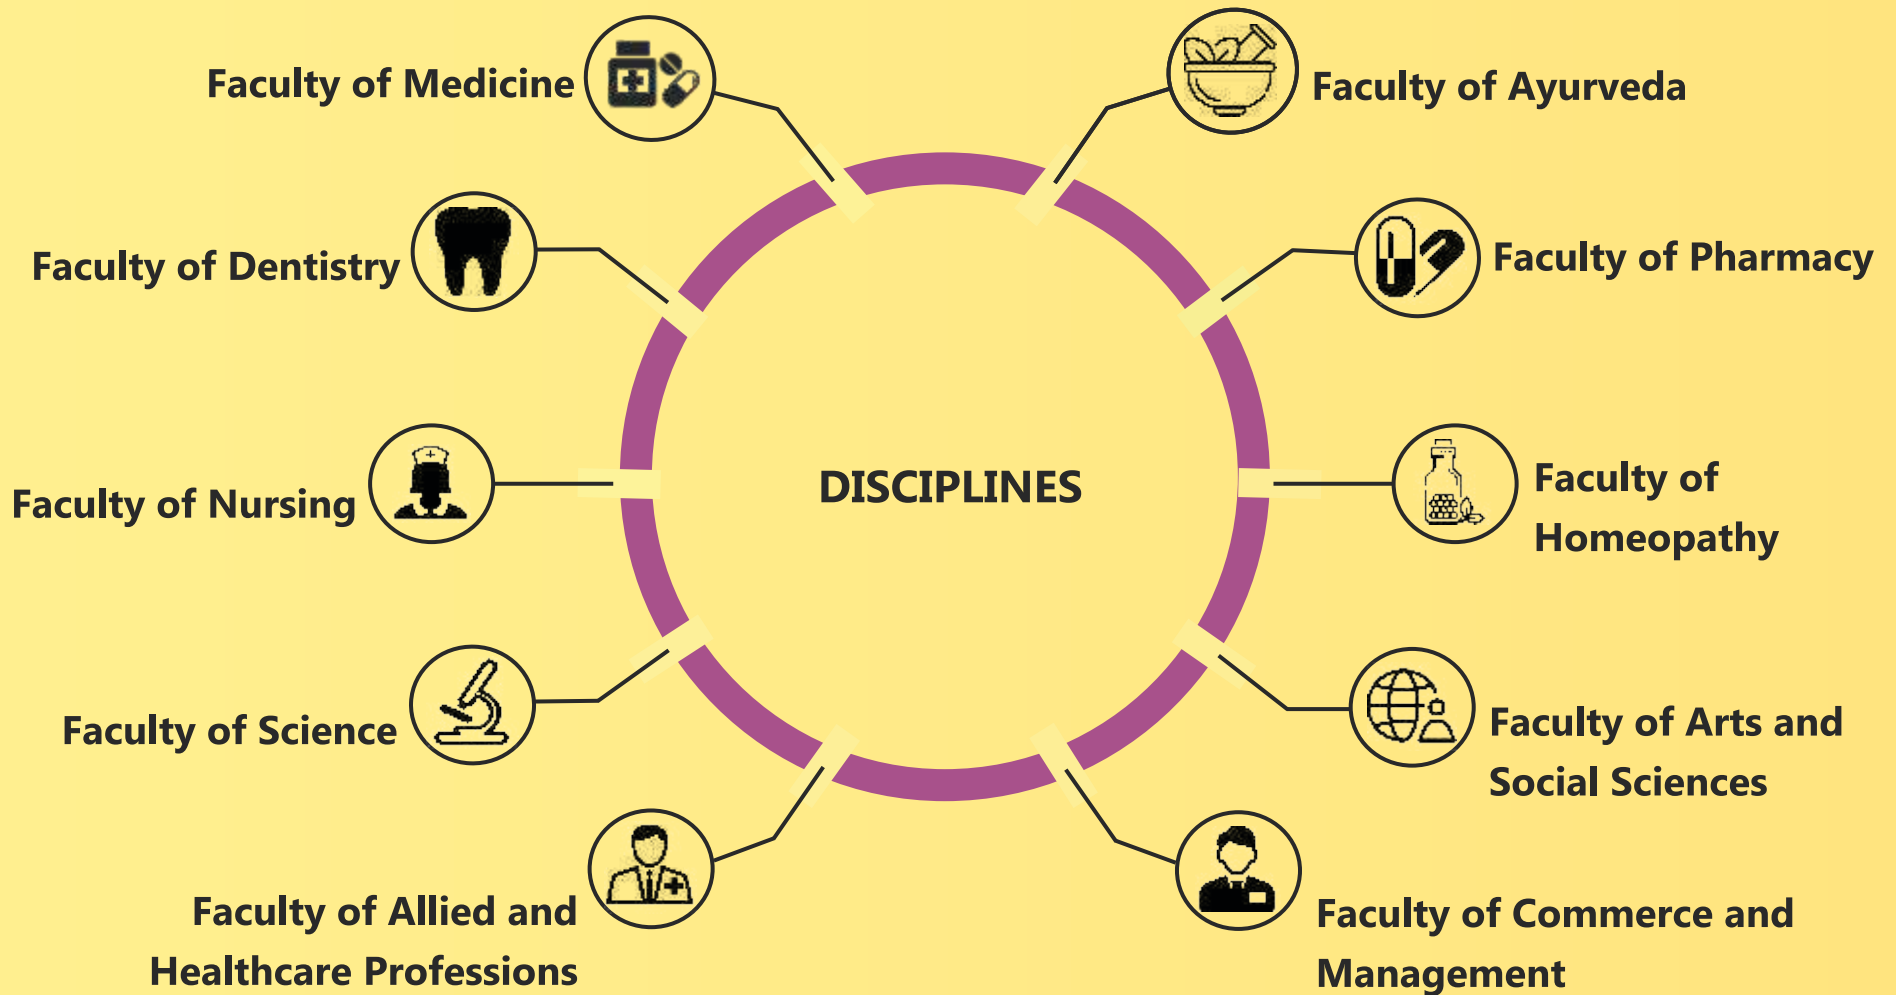 Faculty of Medicine
Faculty of Ayurveda
Faculty of Dentistry
Faculty of Pharmacy
Faculty of Nursing
DISCIPLINES
Faculty of
Homeopathy
Faculty of Science
Faculty of Arts and
Social Sciences
Faculty of Allied and
Healthcare Professions
Faculty of Commerce and
Management